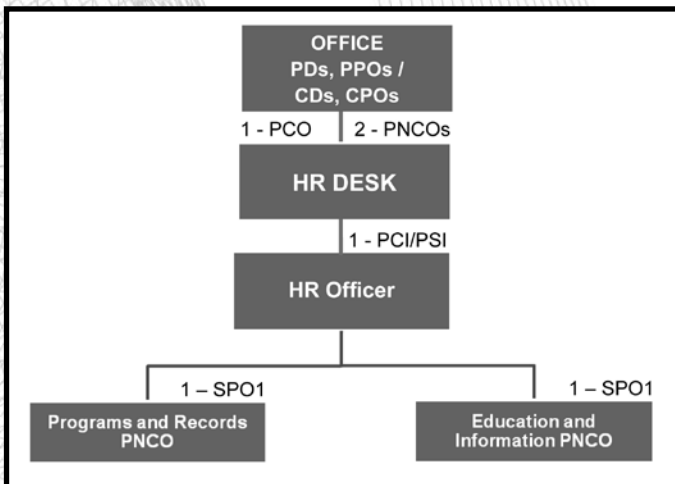 OFFICE
PDs, PPOs /
CDs, CPOs
1 - PCO 2 - PNCOs
HR DESK
1 - PCI/PSI
HR Officer
1 – SPO1 1 – SPO1
Programs and Records
PNCO
Education and
Information PNCO